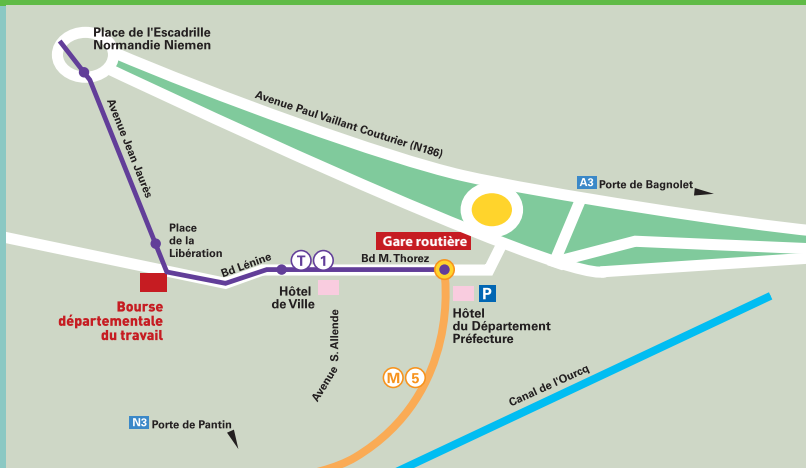 Place de l'Escadrille
Normandie Niemen
Avenue Paul Vaillant Couturier (N186)
Avenue Jean Jaurès
A3 Porte de Bagnolet
Place
de la
Libération
Gare routière
T 1
Bd Lénine
Bd M. Thorez
Hôtel
de Ville
P
Bourse
départementale
du travail
Hôtel
du Département
Préfecture
Avenue S. Allende
M 5
Canal de l'Ourcq
N3 Porte de Pantin